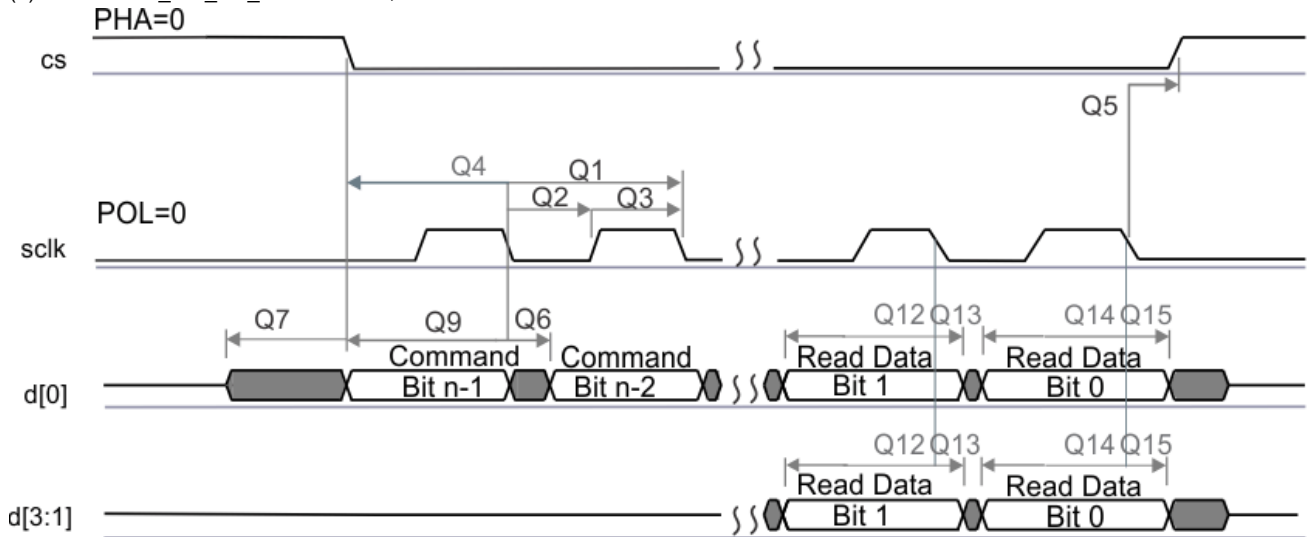 PHA=0
cs
Q5
Q4 Q1
Q2 Q3
POL=0
sclk
Q7 Q9 Q6 Q12 Q13 Q14 Q15
Command Command Read Data Read Data
d[0] Bit n-1 Bit n-2 Bit 1 Bit 0
Q12 Q13 Q14 Q15
Read Data Read Data
d[3:1] Bit 1 Bit 0